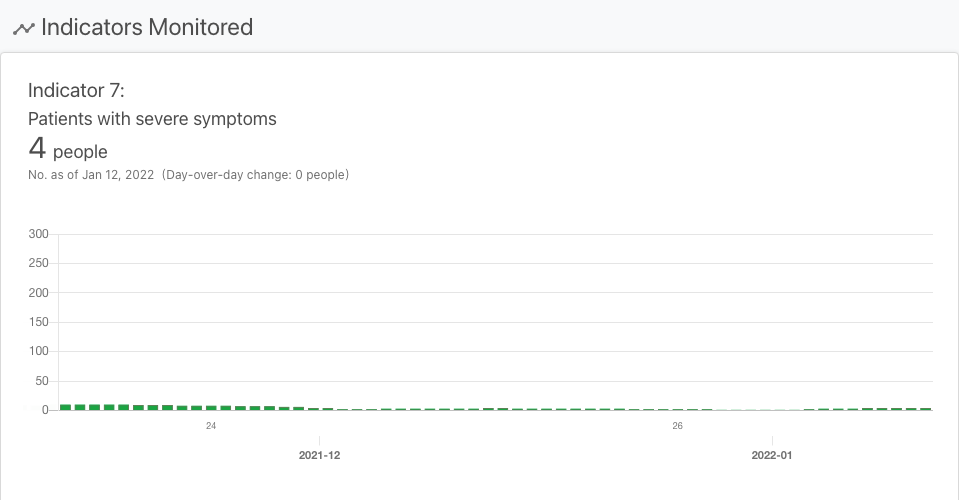 Indicators Monitored
Indicator 7:
Patients with severe symptoms
4 people
No. as of Jan 12, 2022 (Day-over-day change: 0 people)
300
250
200
150
100
50
0
24 26
2021-12 2022-01